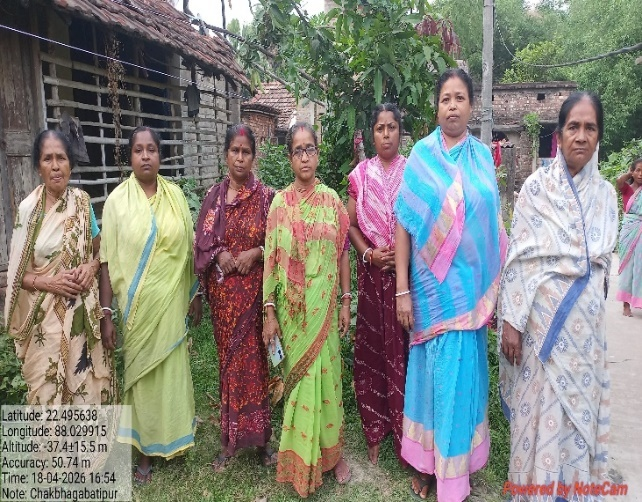 Latitude: 22.495638
Longitude: 88.029915
Altitude: -37.4±15.5 m
Accuracy: 50.74 m
Time: 18-04-2026 16:54
Note: Chakbhagabatipur
Powered by NoteCam